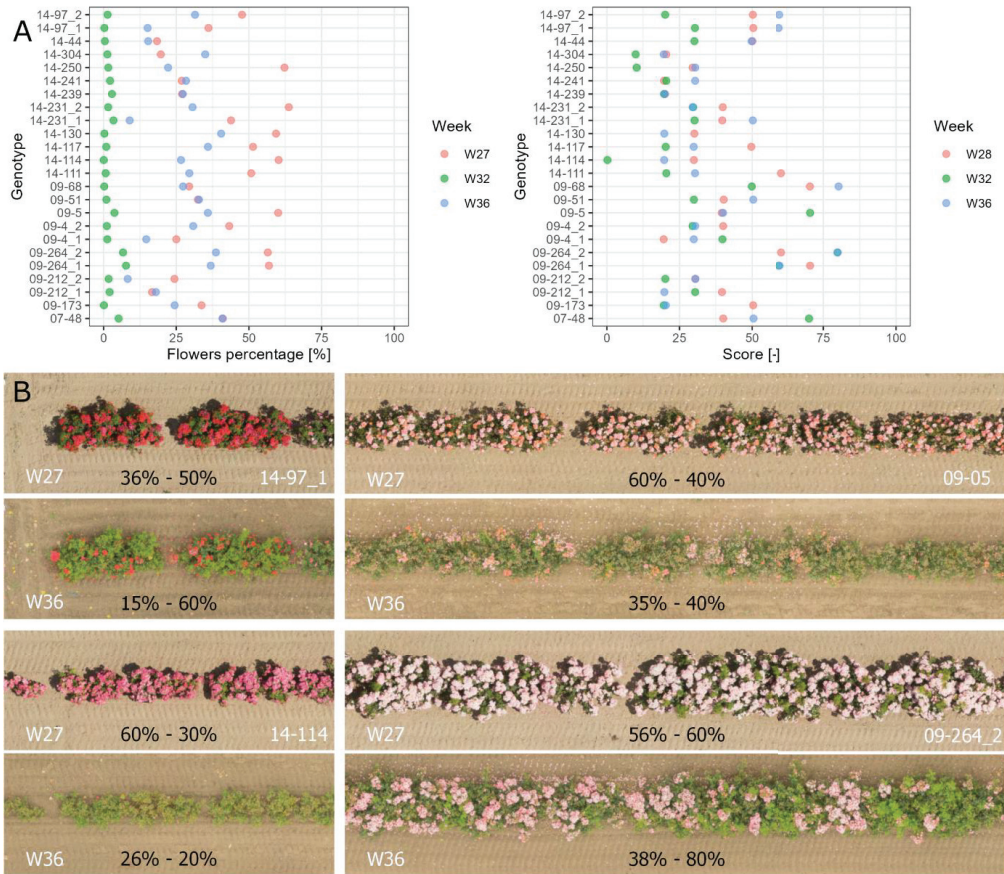 A
Genotype
14-97_2
14-97_1
14-44
14-304
14-250
14-241
14-239
14-231_2
14-231_1
14-130
14-117
14-114
14-111
09-68
09-51
09-5
09-4_2
09-4_1
09-264_2
09-264_1
09-212_2
09-212_1
09-173
07-48
0 25 50 75 100
Flowers percentage [%]
Week
W27
W32
W36
Genotype
14-97_2
14-97_1
14-44
14-304
14-250
14-241
14-239
14-231_2
14-231_1
14-130
14-117
14-114
14-111
09-68
09-51
09-5
09-4_2
09-4_1
09-264_2
09-264_1
09-212_2
09-212_1
09-173
07-48
0 25 50 75 100
Score [-]
Week
W28
W32
W36
B
W27 36% - 50% 14-97_1
W27 60% - 40% 09-05
W36 15% - 60%
W36 35% - 40%
W27 60% - 30% 14-114
W27 56% - 60% 09-264_2
W36 26% - 20%
W36 38% - 80%